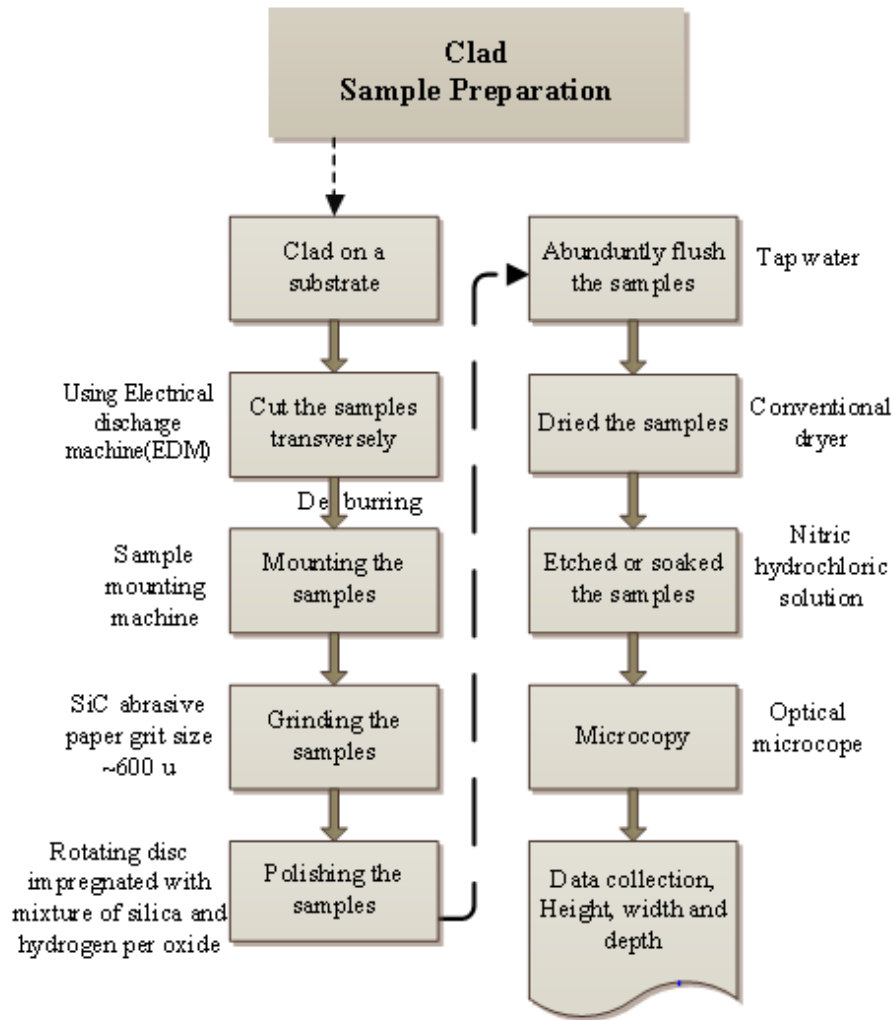 Clad
Sample Preparation
Clad on a
substrate
Using Electrical
discharge
machine(EDM)
Cut the samples
transversely
De burring
Sample
mounting
machine
Mounting the
samples
SiC abrasive
paper grit size
~600 u
Grinding the
samples
Rotating disc
impregnated with
mixture of silica and
hydrogen per oxide
Polishing the
samples
Abunduntly flush
the samples
Tap water
Dried the samples
Conventional
dryer
Etched or soaked
the samples
Nitric
hydrochloric
solution
Microcopy
Optical
microcope
Data collection,
Height, width and
depth